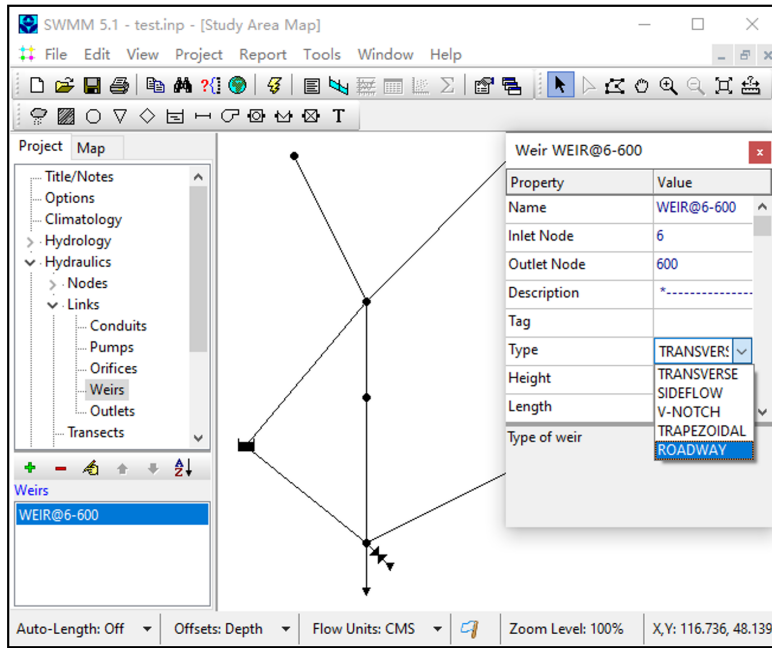 SWMM 5.1 - test.inp - [Study Area Map]
File Edit View Project Report Tools Window Help
T
Project Map
Title/Notes
Options
Climatology
Hydrology
Hydraulics
Nodes
Links
Conduits
Pumps
Orifices
Weirs
Outlets
Transects
Weirs
WEIR@6-600
Weir WEIR@6-600
Property Value
Name WEIR@6-600
Inlet Node 6
Outlet Node 600
Description *---------------
Tag
Type TRANSVERS
Height
Length
TRANSVERSE
SIDEFLOW
V-NOTCH
TRAPEZOIDAL
ROADWAY
Type of weir
Auto-Length: Off Offsets: Depth Flow Units: CMS Zoom Level: 100% X,Y: 116.736, 48.139